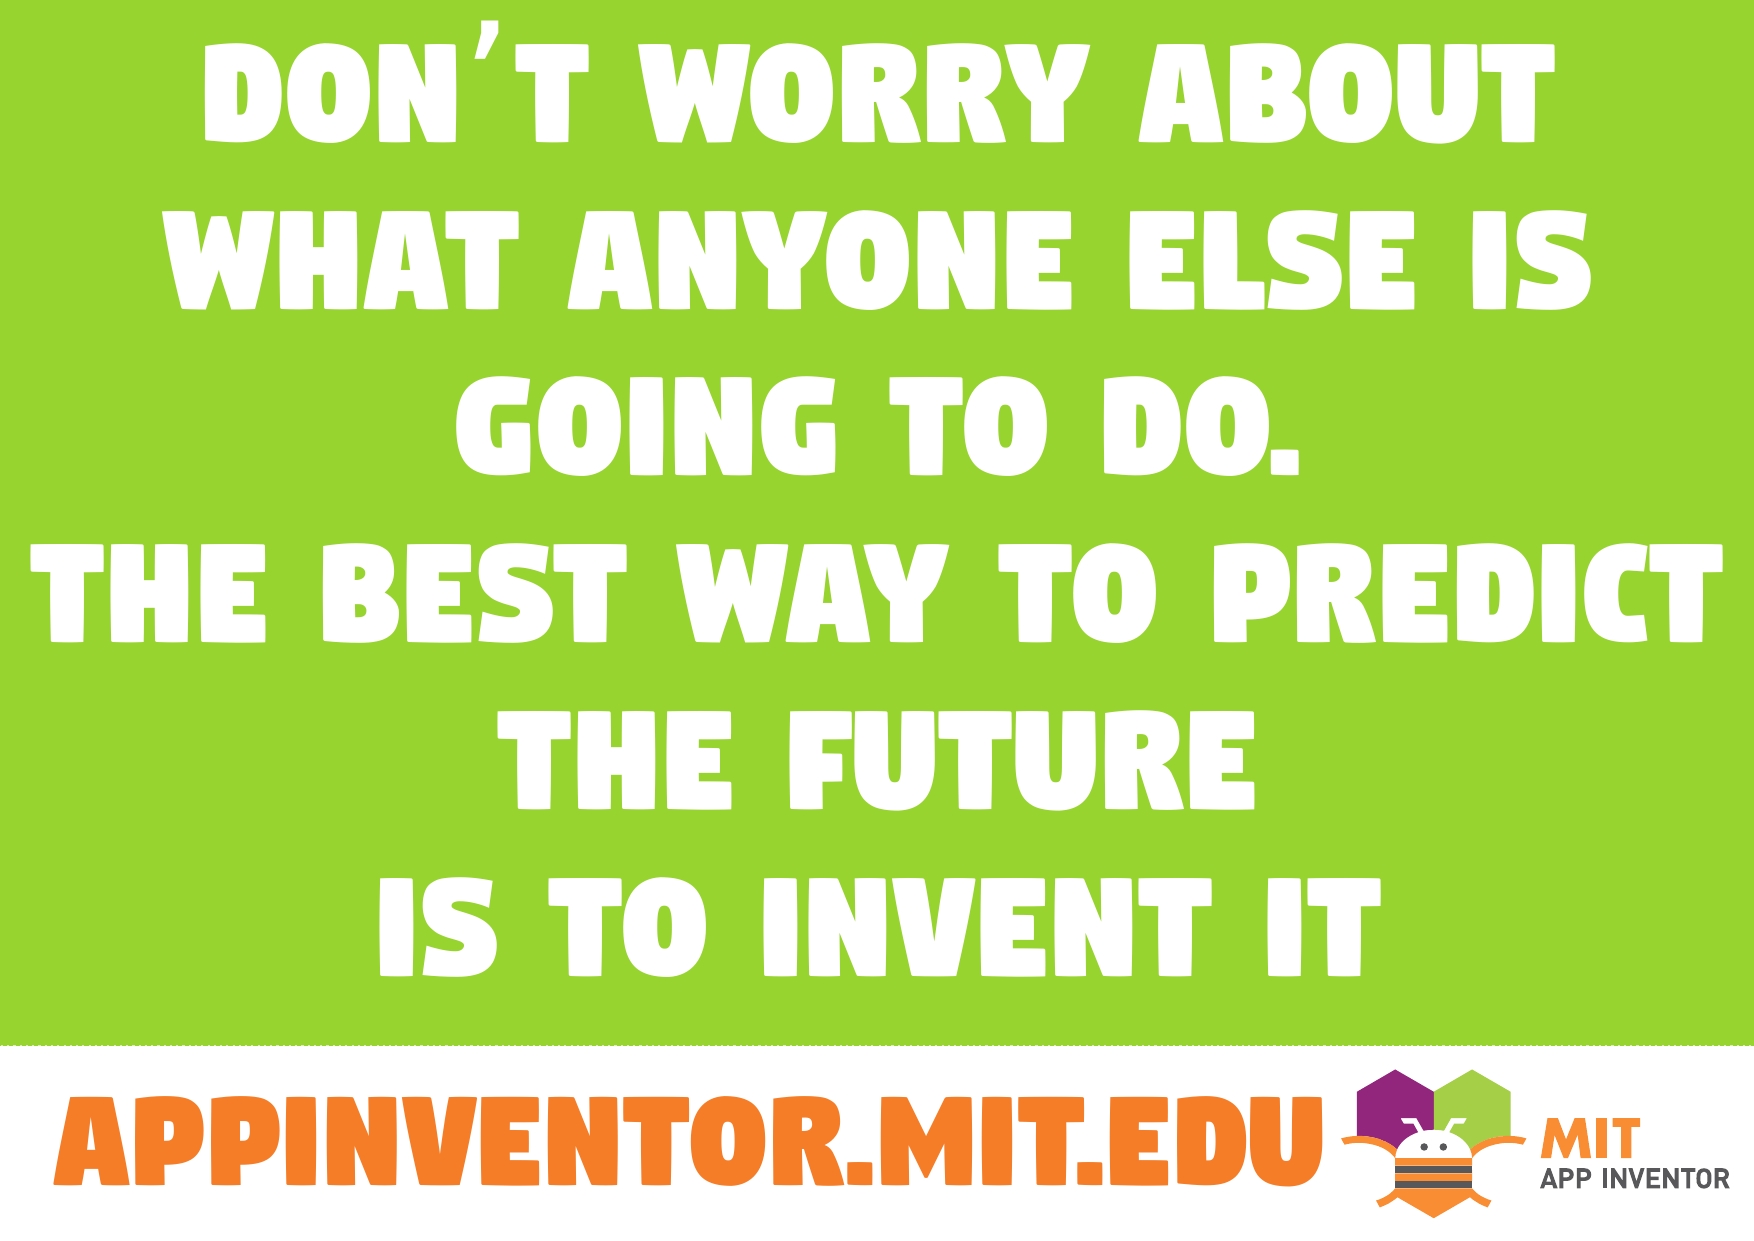 DON'T WORRY ABOUT
WHAT ANYONE ELSE IS
GOING TO DO.
THE BEST WAY TO PREDICT
THE FUTURE
IS TO INVENT IT
APPINVENTOR.MIT.EDU
MIT
APP INVENTOR